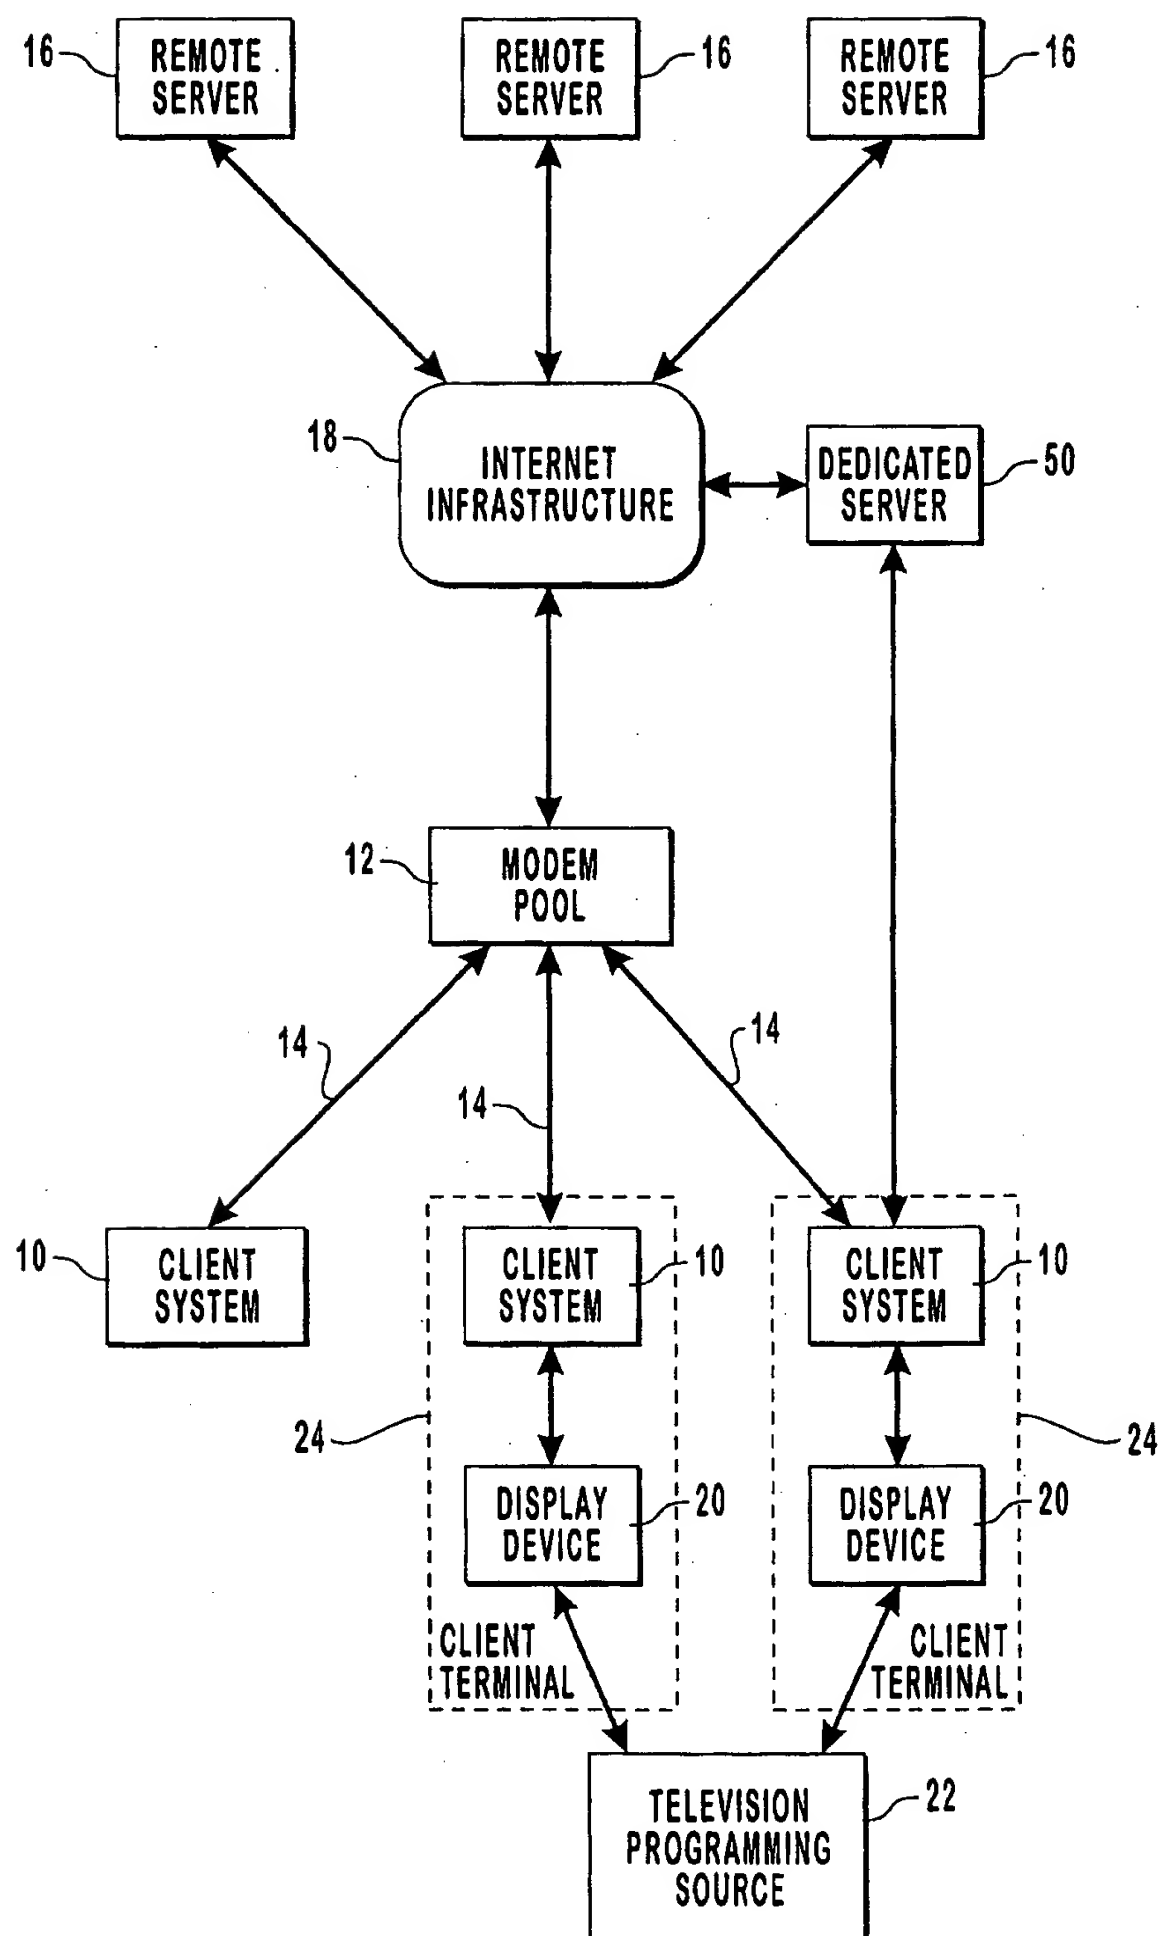 16
REMOTE
SERVER
REMOTE
SERVER
16
REMOTE
SERVER
16
18
INTERNET
INFRASTRUCTURE
DEDICATED
SERVER
50
12
MODEM
POOL
14
14
14
10
CLIENT
SYSTEM
CLIENT
SYSTEM
10
CLIENT
SYSTEM
10
24
24
DISPLAY
DEVICE
20
DISPLAY
DEVICE
20
CLIENT
TERMINAL
CLIENT
TERMINAL
TELEVISION
PROGRAMMING
SOURCE
22